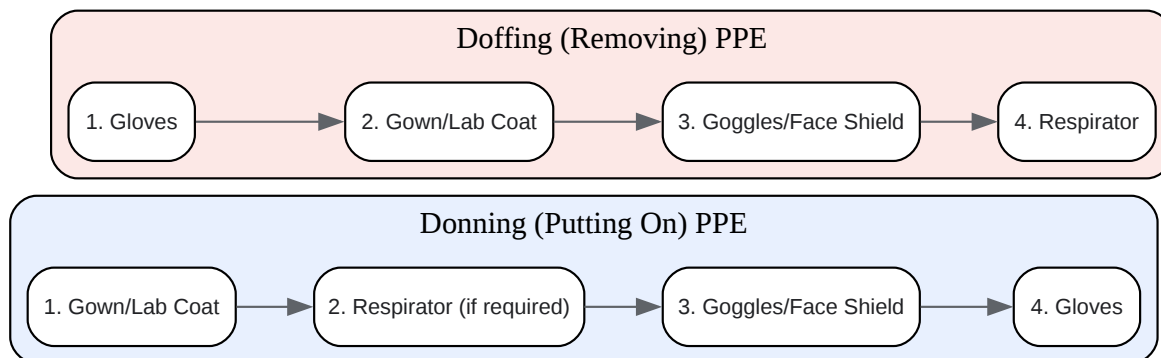 Doffing (Removing) PPE
1. Gloves
2. Gown/Lab Coat
3. Goggles/Face Shield
4. Respirator
Donning (Putting On) PPE
1. Gown/Lab Coat
2. Respirator (if required)
3. Goggles/Face Shield
4. Gloves